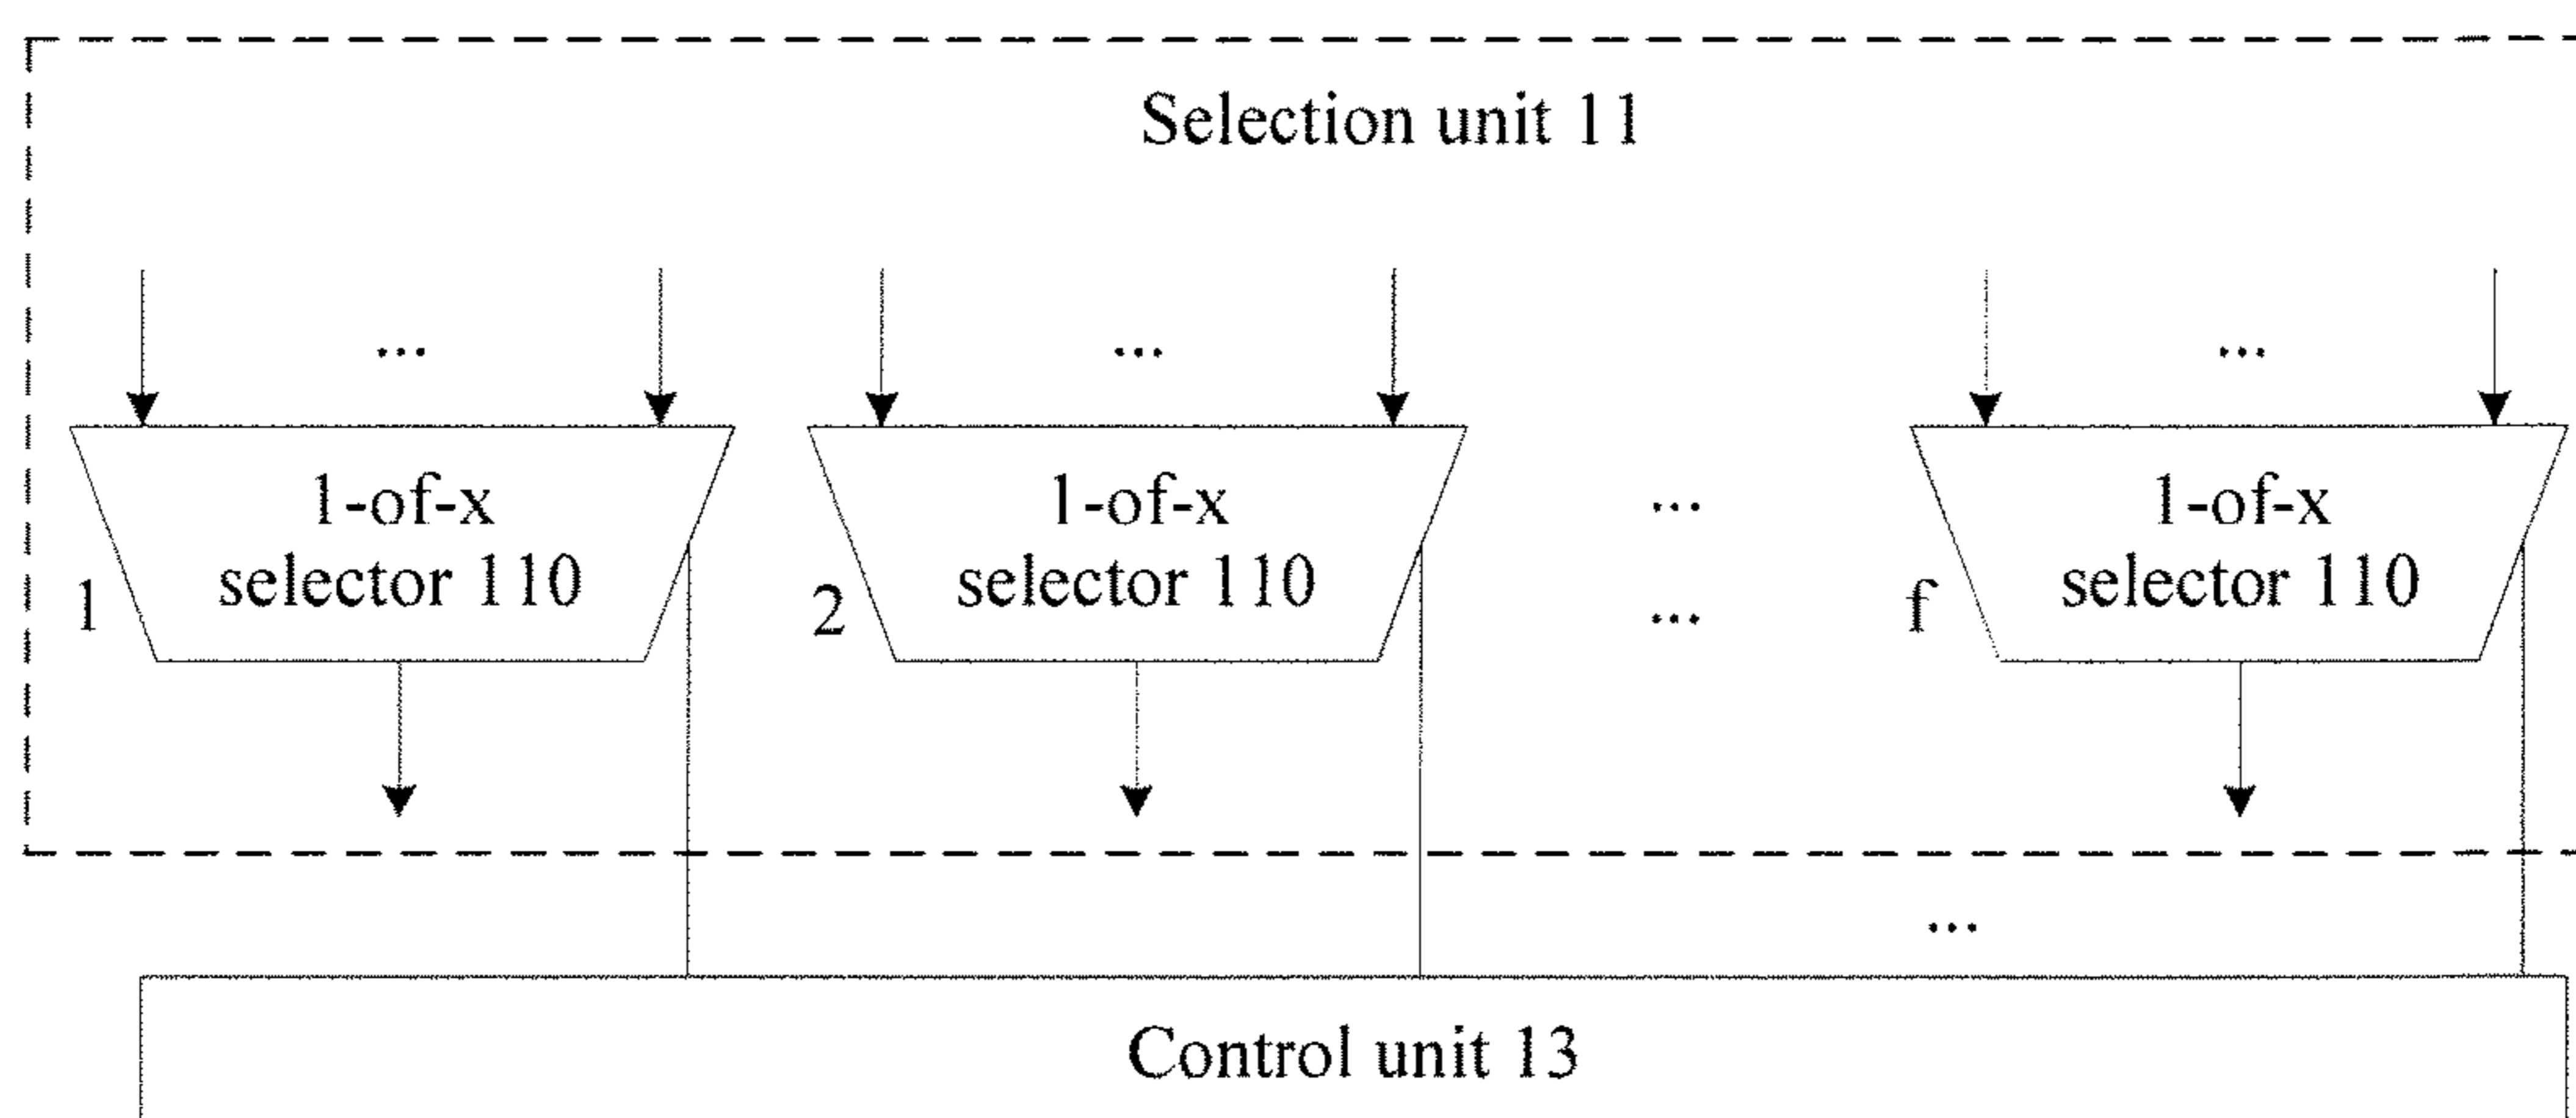 Selection unit 11
...
...
...
1-of-x
selector 110
1
1-of-x
selector 110
2
...
...
1-of-x
selector 110
f
...
Control unit 13